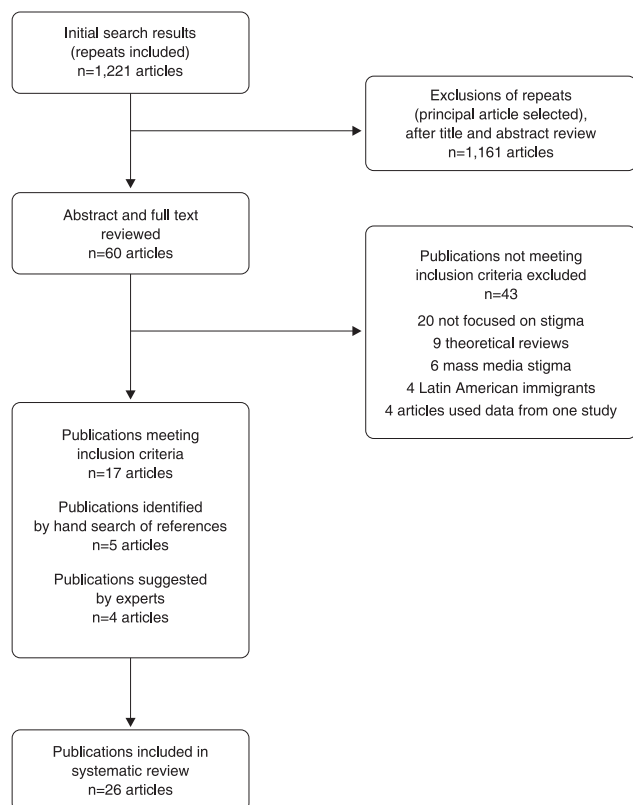 Initial search results
(repeats included)
n=1,221 articles
Exclusions of repeats
(principal article selected),
after title and abstract review
n=1,161 articles
Abstract and full text
reviewed
n=60 articles
Publications not meeting
inclusion criteria excluded
n=43
20 not focused on stigma
9 theoretical reviews
6 mass media stigma
4 Latin American immigrants
4 articles used data from one study
Publications meeting
inclusion criteria
n=17 articles
Publications identified
by hand search of references
n=5 articles
Publications suggested
by experts
n=4 articles
Publications included in
systematic review
n=26 articles